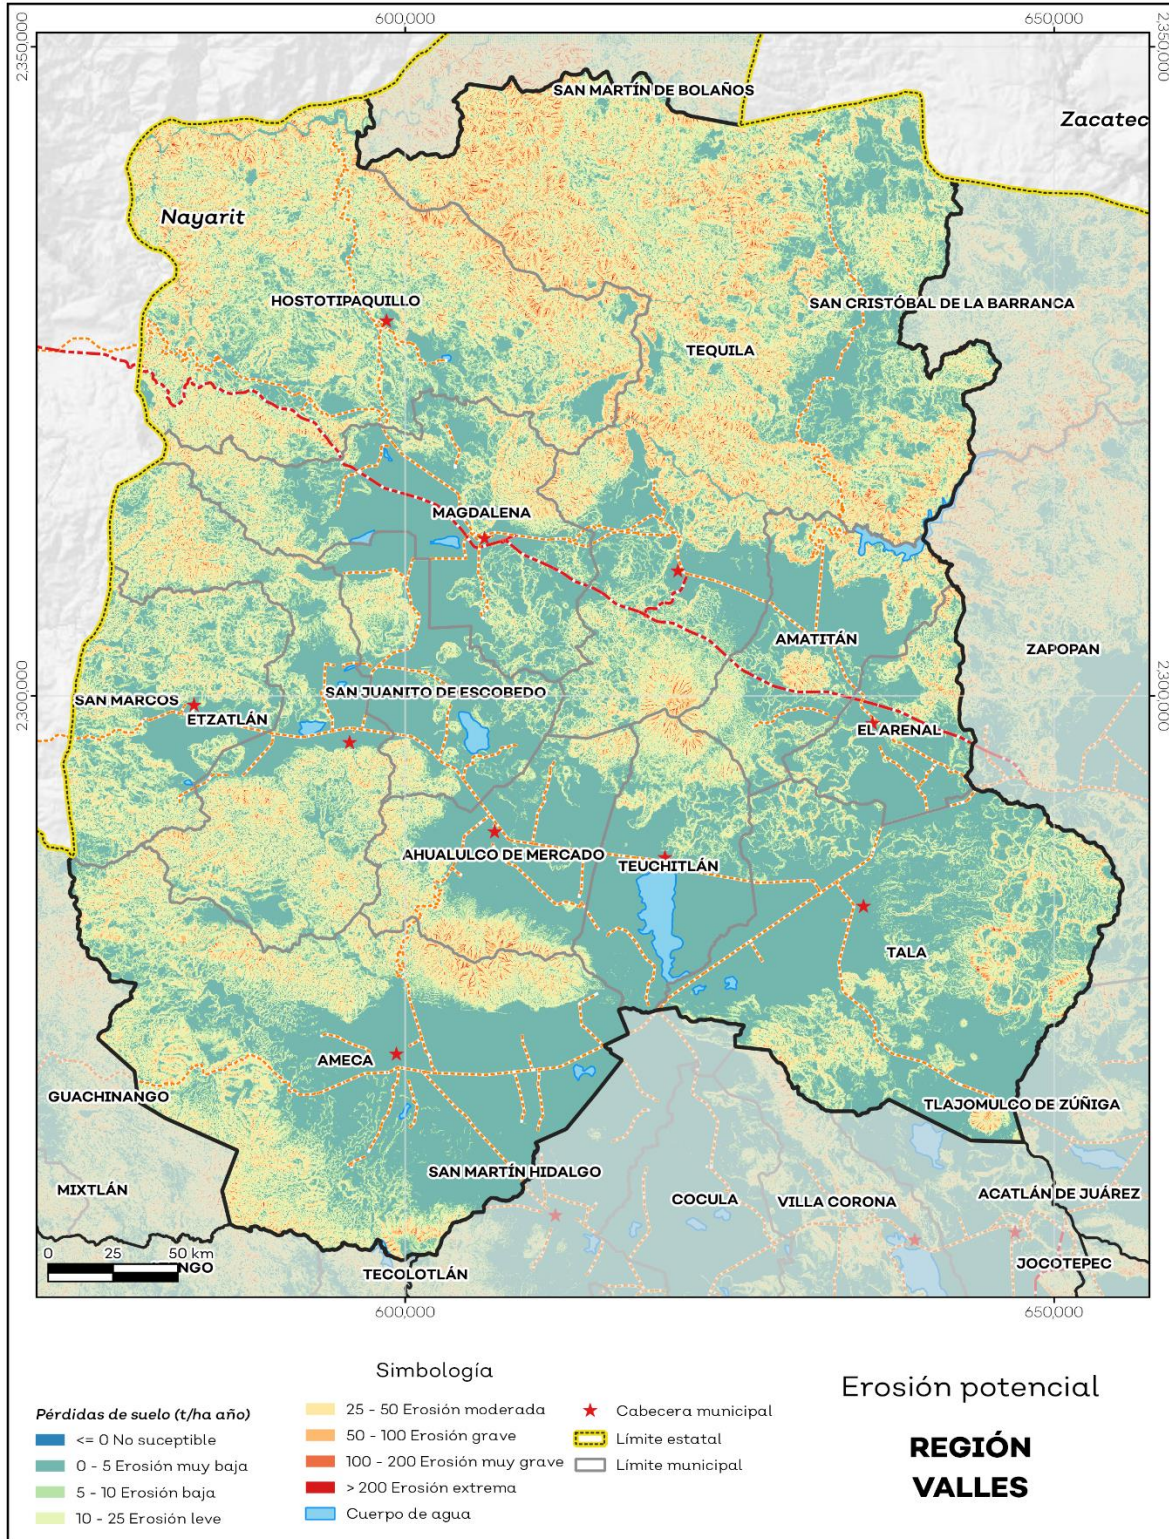 600,000
650,000
2,350,000
2,350,000
SAN MARTÍN DE BOLAÑOS
Zacatec
Nayarit
HOSTOTIPAQUILLO
SAN CRISTÓBAL DE LA BARRANCA
TEQUILA
MAGDALENA
AMATITÁN
ZAPOPAN
2,300,000
2,300,000
SAN MARCOS
SAN JUANITO DE ESCOBEDO
ETZATLÁN
EL ARENAL
AHUALULCO DE MERCADO
TEUCHITLÁN
TALA
AMECA
GUACHINANGO
TLAJOMULCO DE ZÚÑIGA
SAN MARTÍN HIDALGO
MIXTLÁN
COCULA
VILLA CORONA
ACATLÁN DE JUÁREZ
0 25 50 km
NGO
TECOLOTLÁN
JOCOTEPEC
600,000
650,000
Simbología
Pérdidas de suelo (t/ha año)
<= 0 No suceptible
0 - 5 Erosión muy baja
5 - 10 Erosión baja
10 - 25 Erosión leve
25 - 50 Erosión moderada
50 - 100 Erosión grave
100 - 200 Erosión muy grave
> 200 Erosión extrema
Cuerpo de agua
Cabecera municipal
Límite estatal
Límite municipal
Erosión potencial
REGIÓN
VALLES